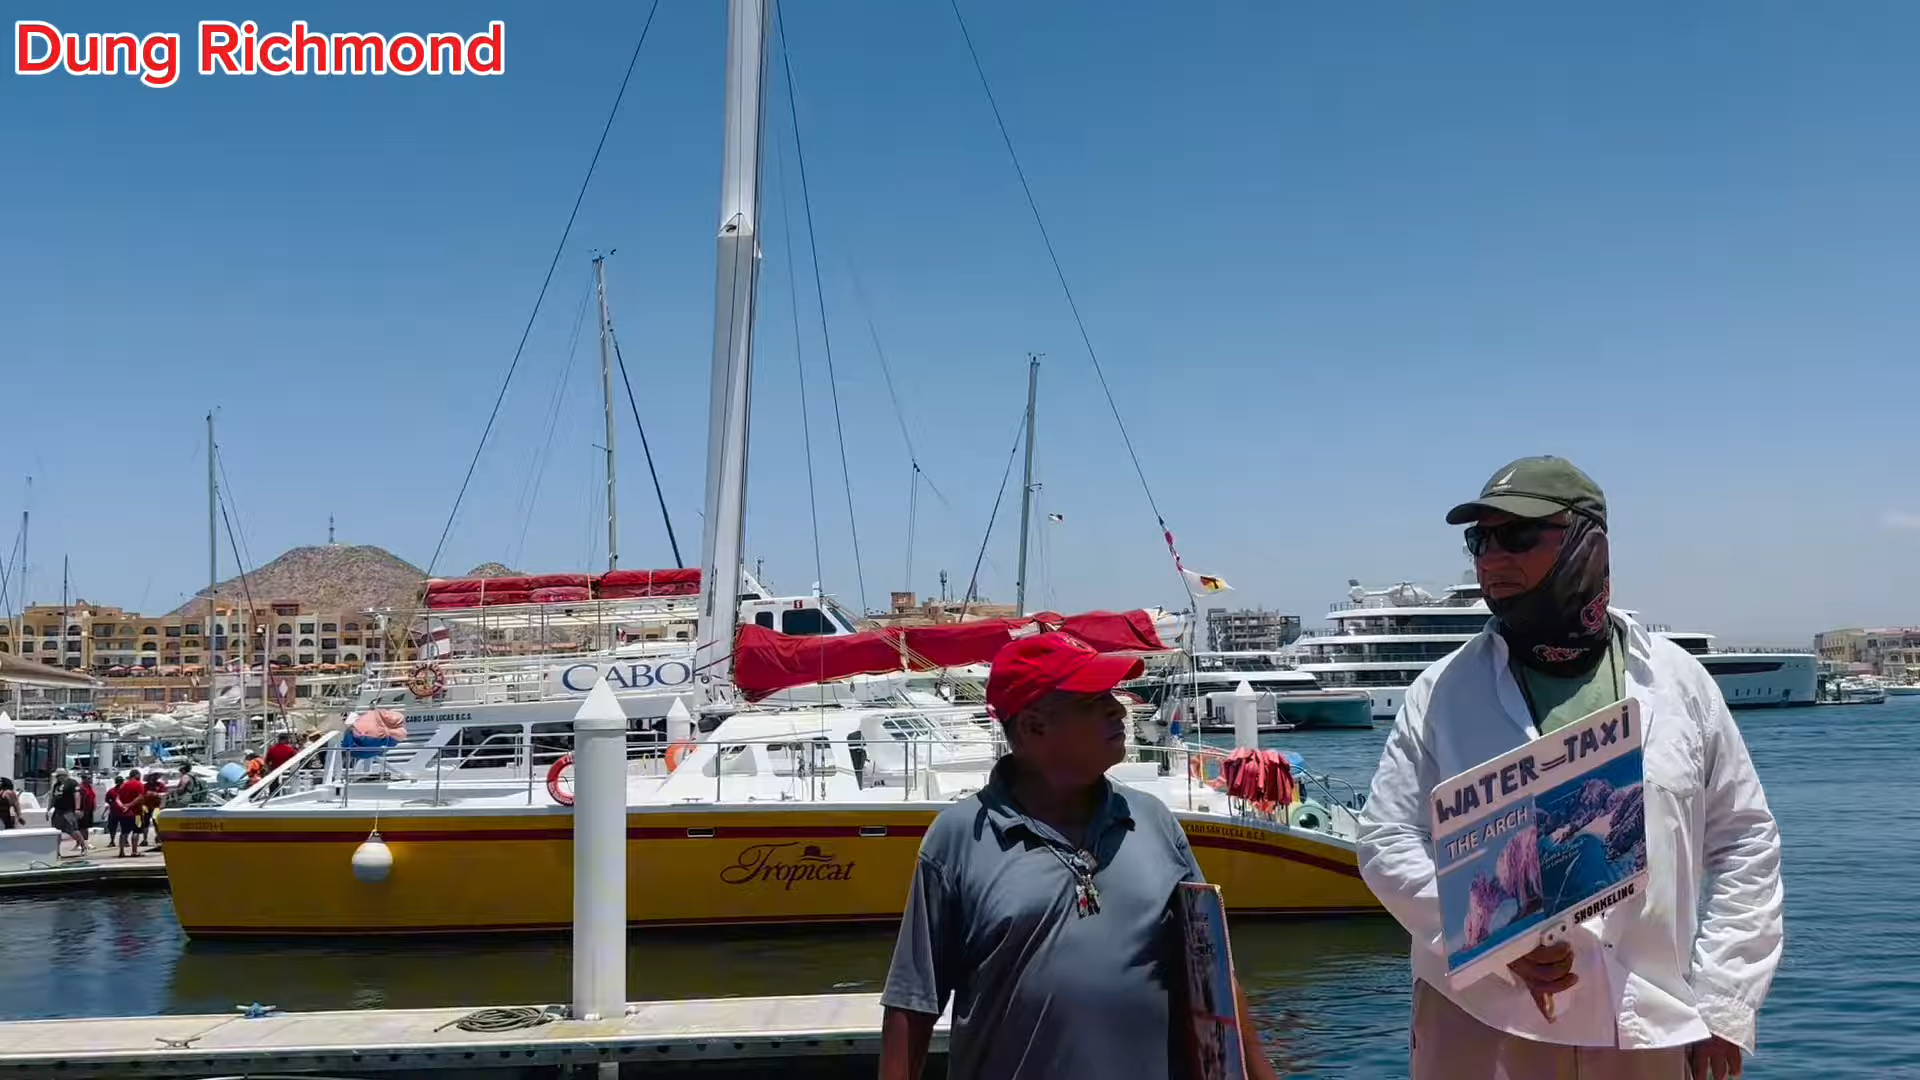 Dung Richmond
CABO
CABO SAN LUCAS B.C.S.
Tropicat
CABO SAN LUCAS B.C.S.
WATER=TAXi
THE ARCH
SNORKELING